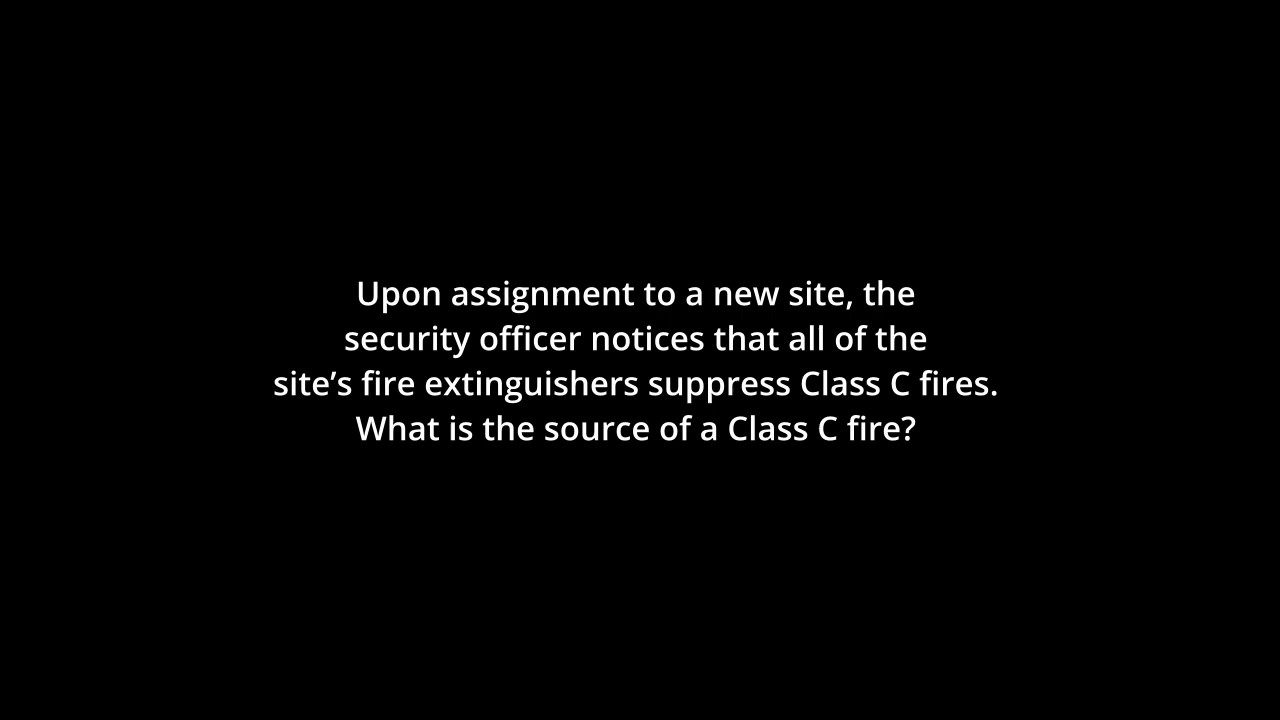 Upon assignment to a new site, the
security officer notices that all of the
site’s fire extinguishers suppress Class C fires.
What is the source of a Class C fire?